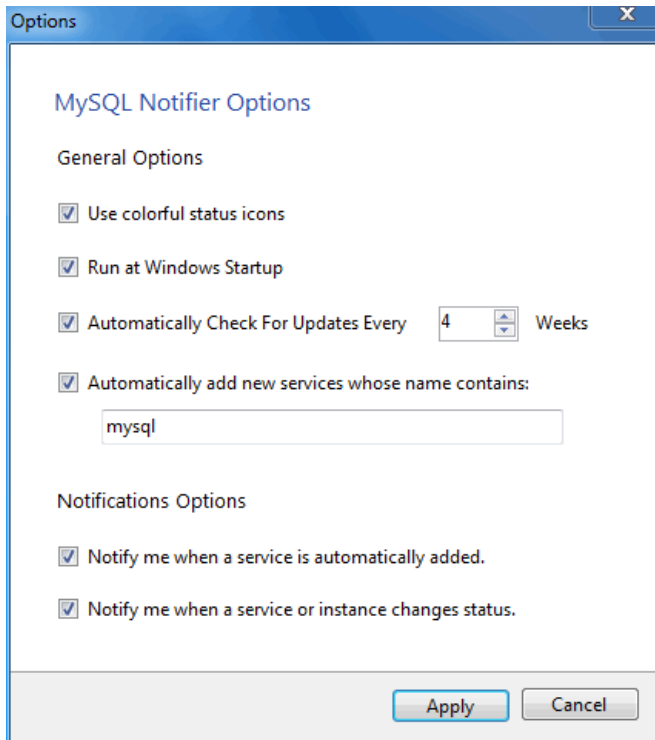 Options
X
MySQL Notifier Options
General Options
Use colorful status icons
Run at Windows Startup
Automatically Check For Updates Every 4 Weeks
Automatically add new services whose name contains:
mysql
Notifications Options
Notify me when a service is automatically added.
Notify me when a service or instance changes status.
Apply Cancel